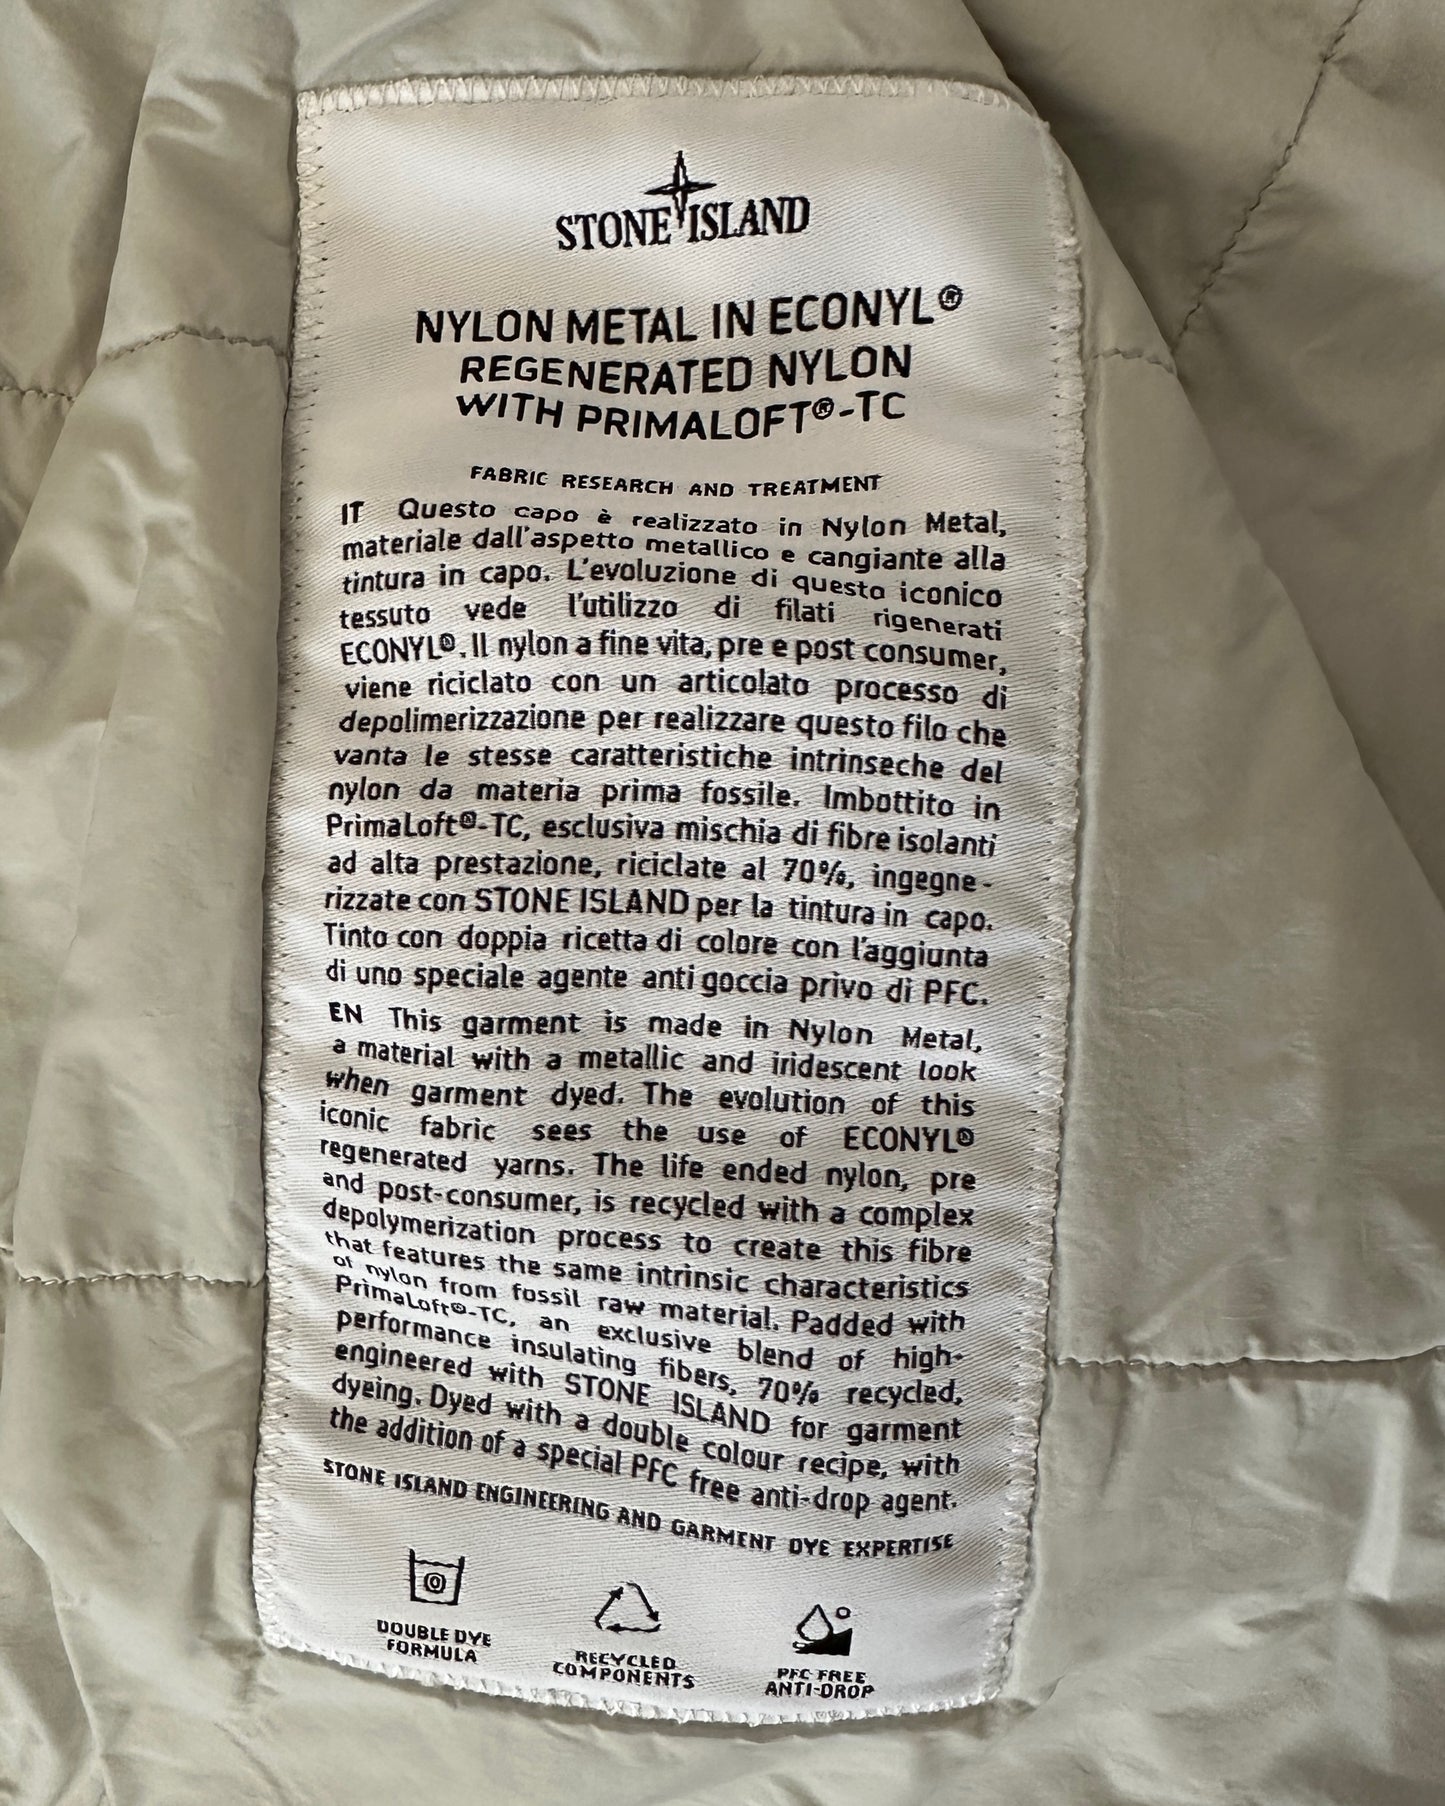 STONE ISLAND
NYLON METAL IN ECONYL®
REGENERATED NYLON
WITH PRIMALOFT®-TC
FABRIC RESEARCH AND TREATMENT
IT Questo capo è realizzato in Nylon Metal,
materiale dall'aspetto metallico e cangiante alla
tintura in capo. L'evoluzione di questo iconico
tessuto vede l'utilizzo di filati rigenerati
ECONYL®. Il nylon a fine vita, pre e post consumer,
viene riciclato con un articolato processo di
depolimerizzazione per realizzare questo filo che
vanta le stesse caratteristiche intrinseche del
nylon da materia prima fossile. Imbottito in
PrimaLoft®-TC, esclusiva mischia di fibre isolanti
ad alta prestazione, riciclate al 70%, ingegne-
rizzate con STONE ISLAND per la tintura in capo.
Tinto con doppia ricetta di colore con l'aggiunta
di uno speciale agente anti goccia privo di PFC.
EN This garment is made in Nylon Metal,
a material with a metallic and iridescent look
when garment dyed. The evolution of this
iconic fabric sees the use of ECONYL®
regenerated yarns. The life ended nylon, pre
and post-consumer, is recycled with a complex
depolymerization process to create this fibre
that features the same intrinsic characteristics
of nylon from fossil raw material. Padded with
PrimaLoft®-TC, an exclusive blend of high-
performance insulating fibers, 70% recycled,
engineered with STONE ISLAND for garment
dyeing. Dyed with a double colour recipe, with
the addition of a special PFC free anti-drop agent.
STONE ISLAND ENGINEERING AND GARMENT DYE EXPERTISE
DOUBLE DYE
FORMULA
RECYCLED
COMPONENTS
PFC FREE
ANTI-DROP